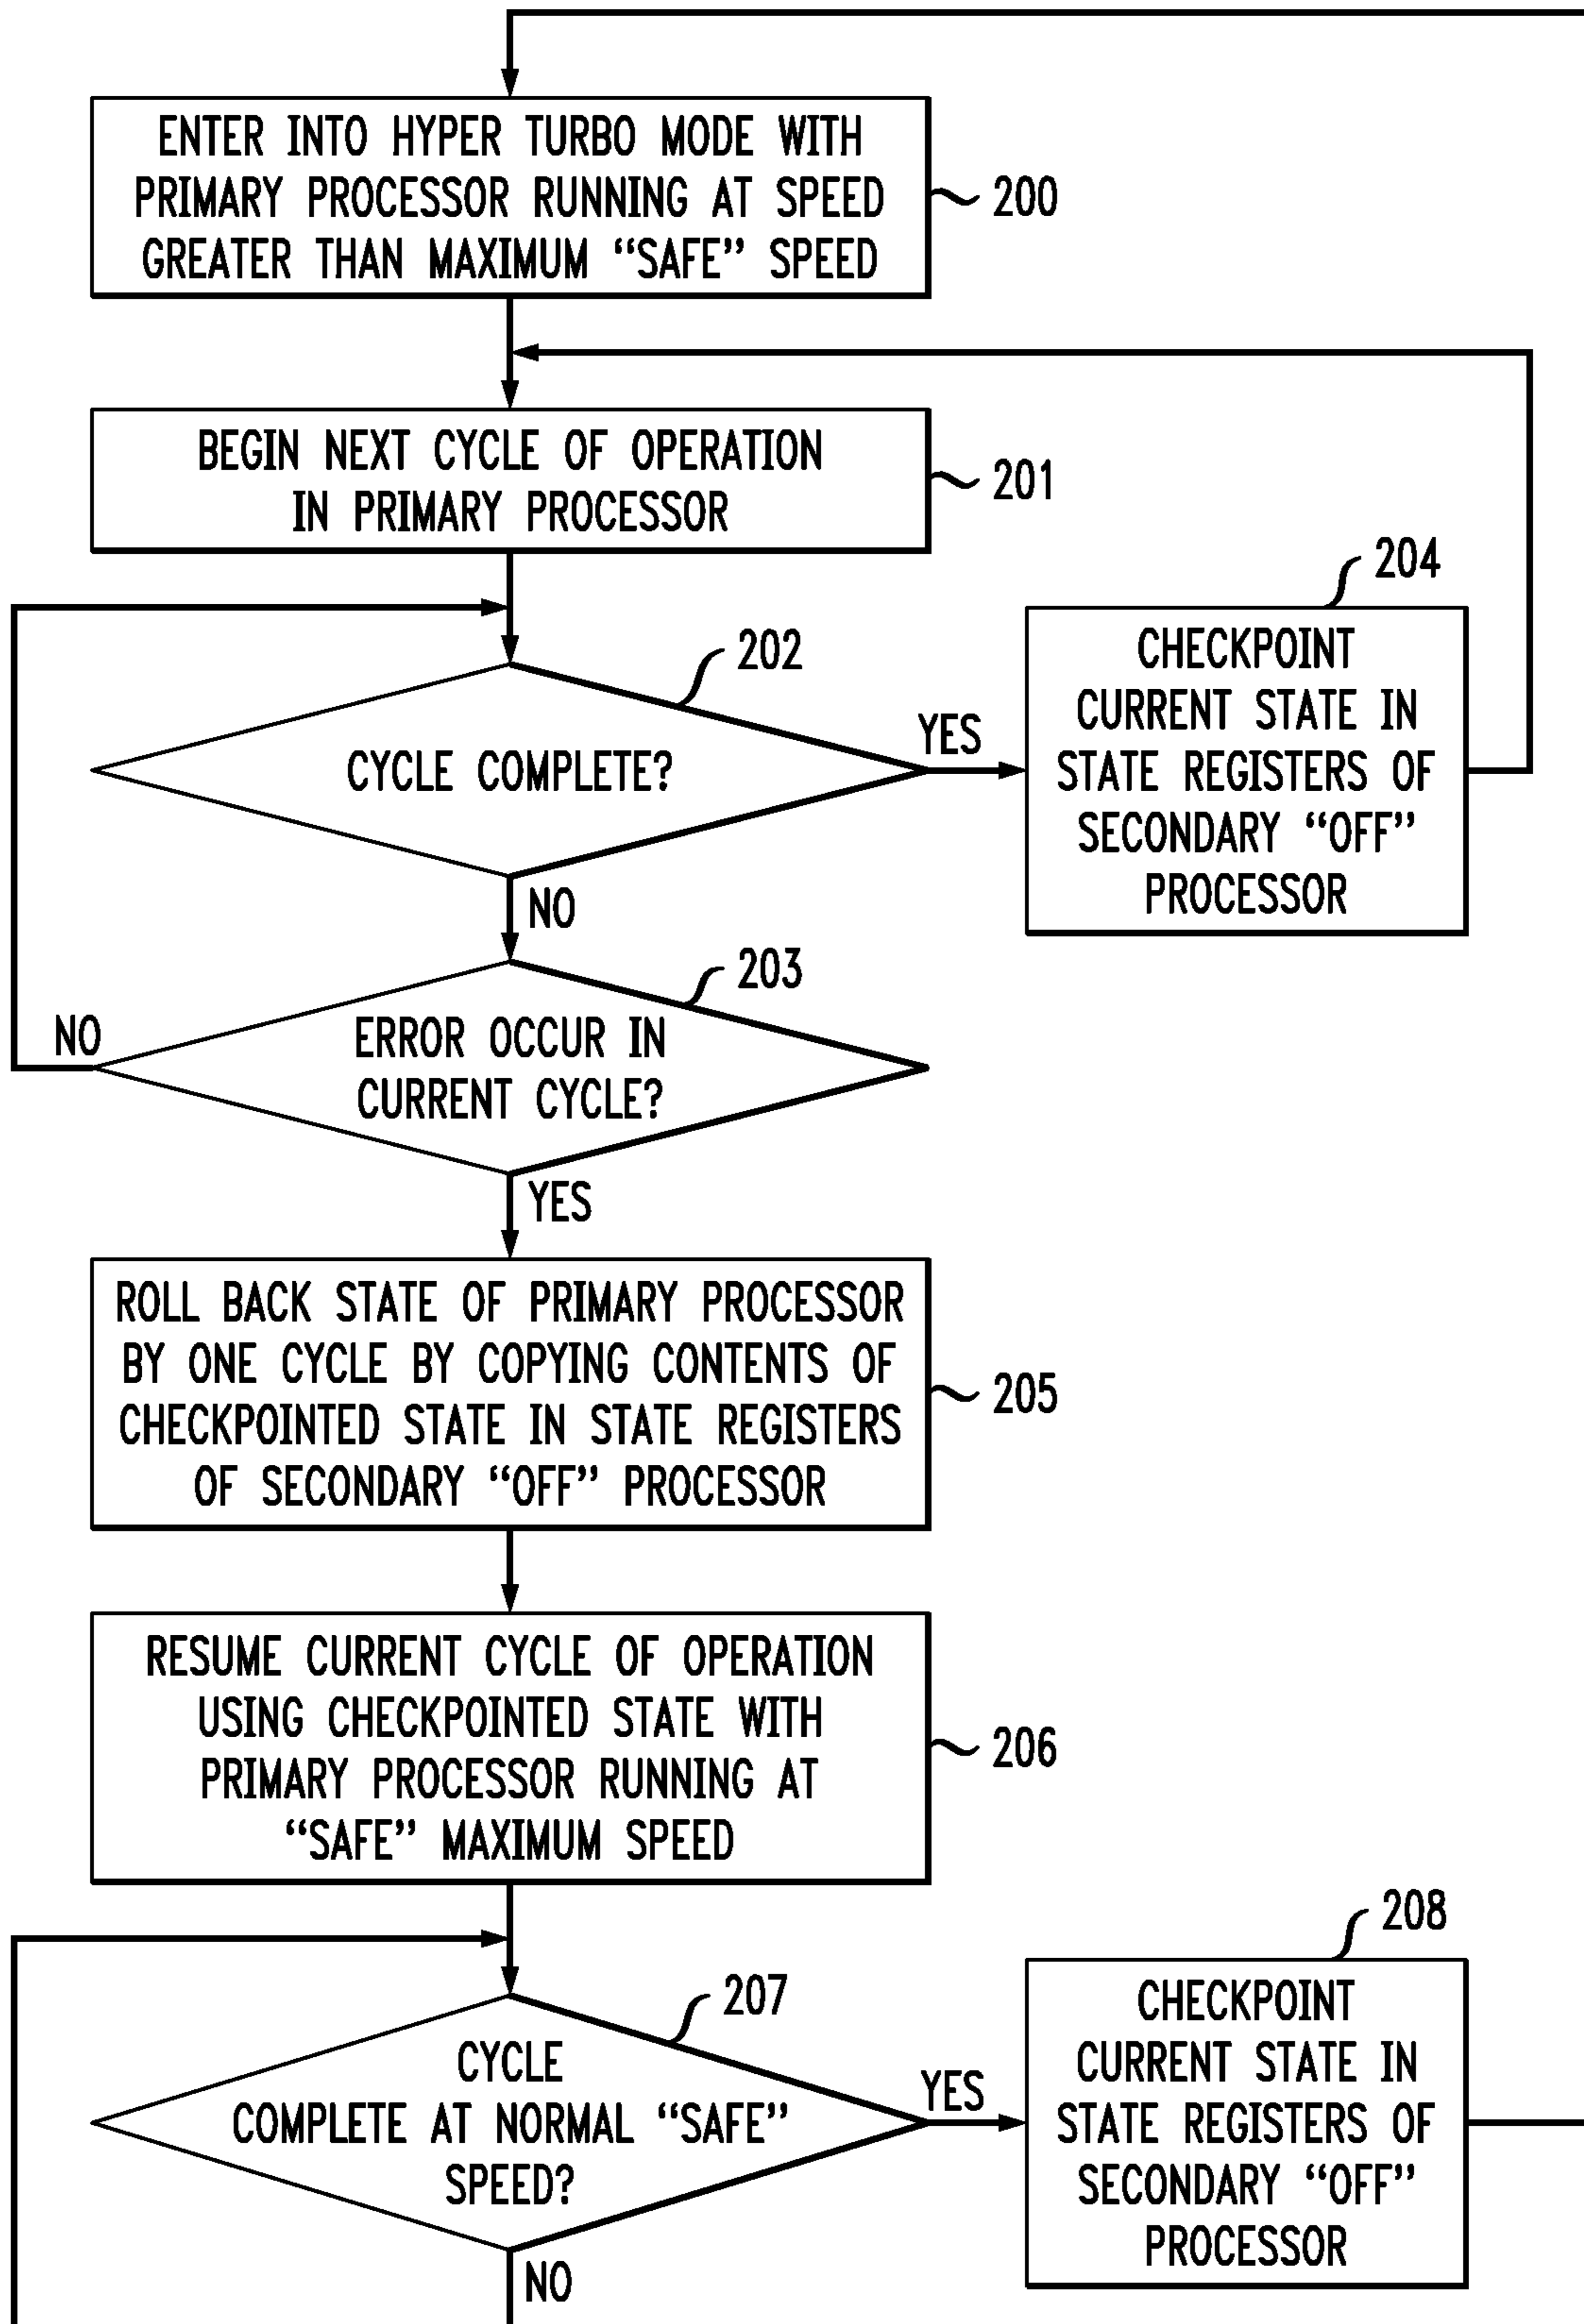 ENTER INTO HYPER TURBO MODE WITH
PRIMARY PROCESSOR RUNNING AT SPEED
GREATER THAN MAXIMUM “SAFE” SPEED
200
BEGIN NEXT CYCLE OF OPERATION
IN PRIMARY PROCESSOR
201
202
CYCLE COMPLETE?
YES
NO
204
CHECKPOINT
CURRENT STATE IN
STATE REGISTERS OF
SECONDARY “OFF”
PROCESSOR
203
ERROR OCCUR IN
CURRENT CYCLE?
NO
YES
ROLL BACK STATE OF PRIMARY PROCESSOR
BY ONE CYCLE BY COPYING CONTENTS OF
CHECKPOINTED STATE IN STATE REGISTERS
OF SECONDARY “OFF” PROCESSOR
205
RESUME CURRENT CYCLE OF OPERATION
USING CHECKPOINTED STATE WITH
PRIMARY PROCESSOR RUNNING AT
“SAFE” MAXIMUM SPEED
206
207
CYCLE
COMPLETE AT NORMAL “SAFE”
SPEED?
YES
NO
208
CHECKPOINT
CURRENT STATE IN
STATE REGISTERS OF
SECONDARY “OFF”
PROCESSOR